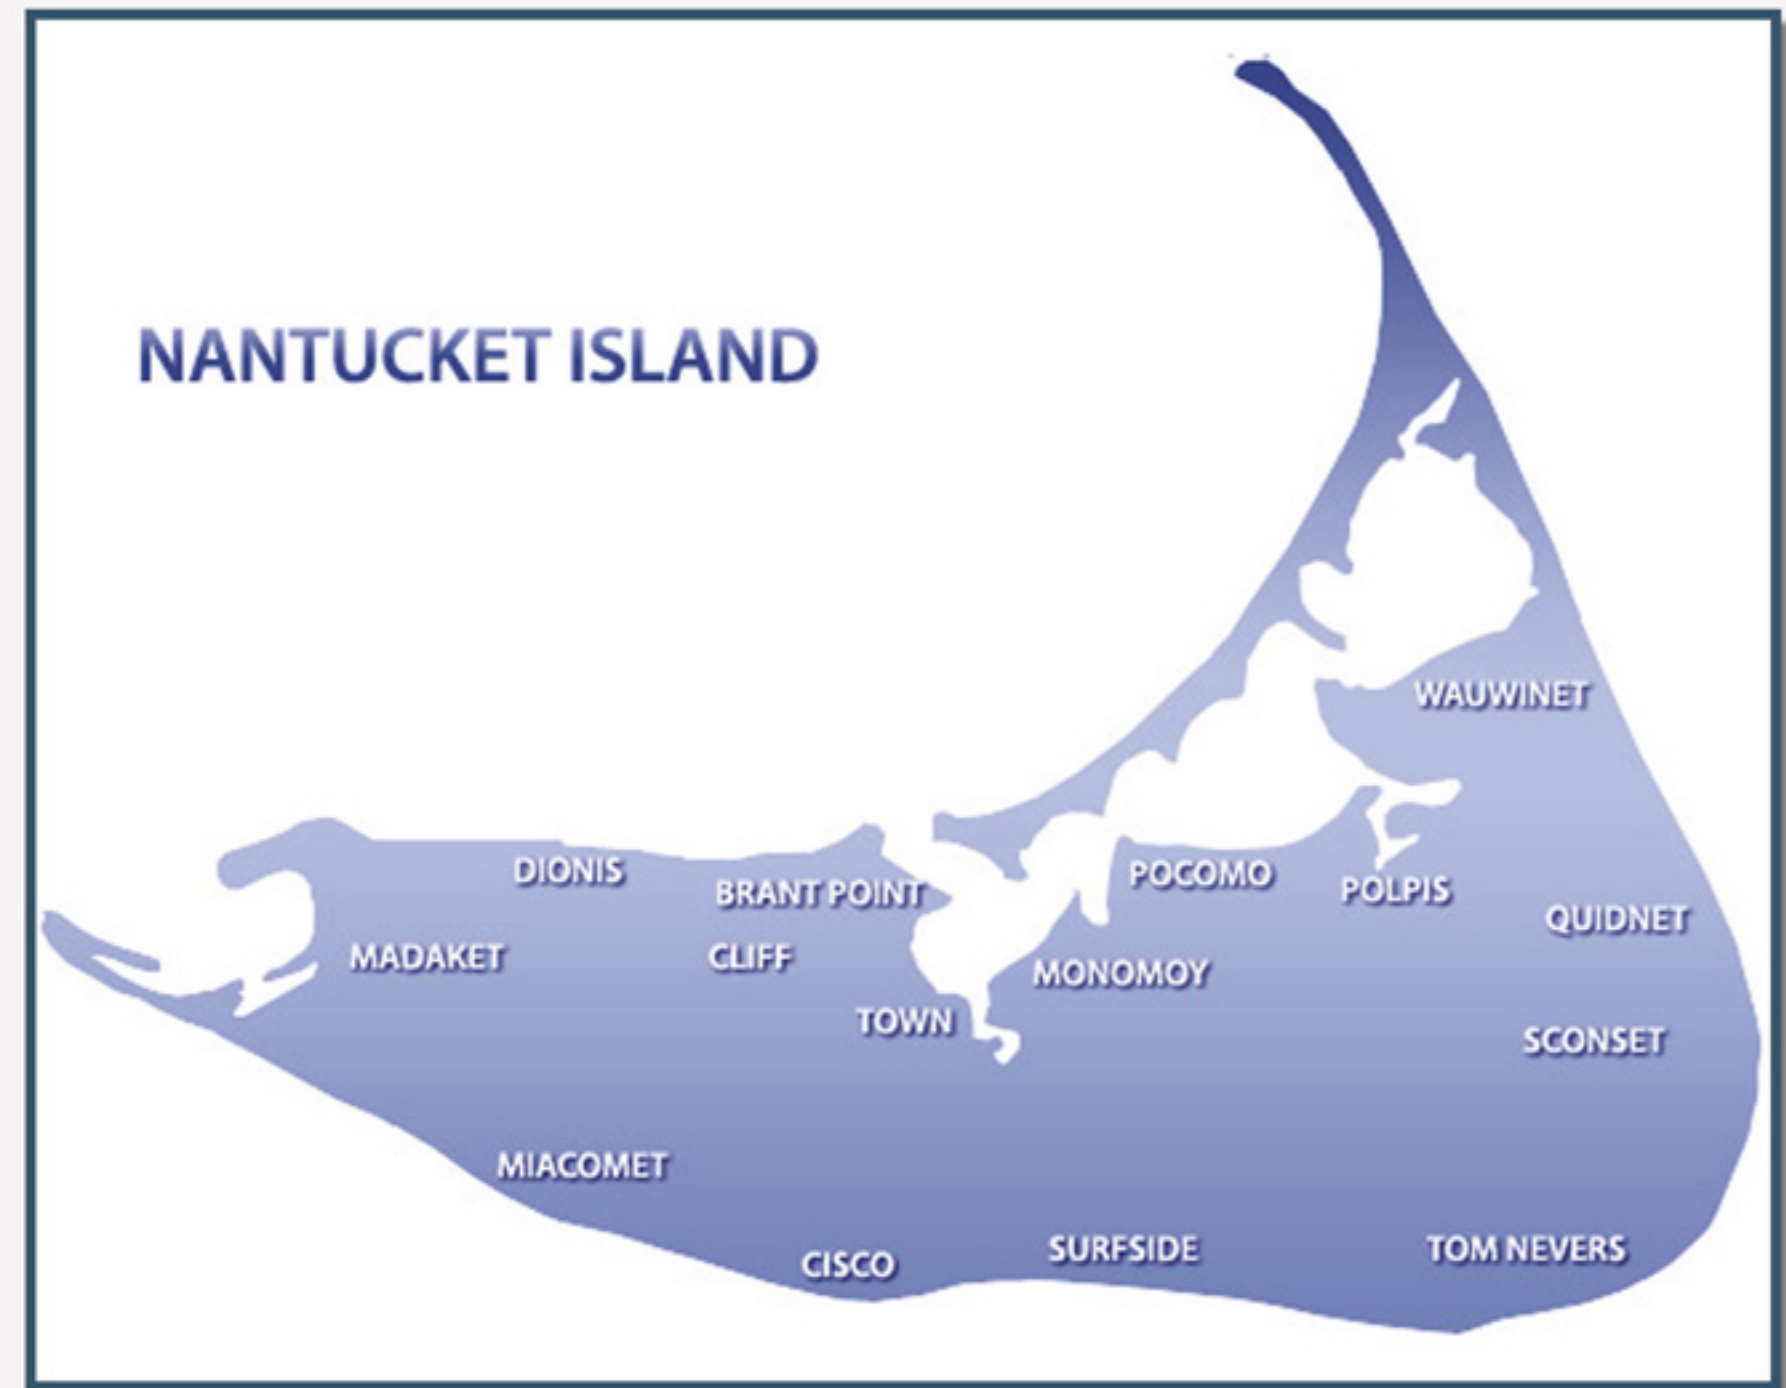 NANTUCKET ISLAND
WAUWINET
DIONIS
BRANT POINT
POCOMO
POLPIS
QUIDNET
MADAKET
CLIFF
MONOMOY
TOWN
SCONSET
MIACOMET
CISCO
SURFSIDE
TOM NEVERS